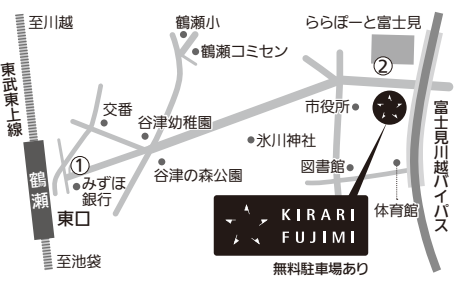 至川越
鶴瀬小
鶴瀬コミセン
ららぽーと富士見
②
東武東上線
交番
谷津幼稚園
市役所
氷川神社
富士見川越バイパス
①
みずほ
銀行
谷津の森公園
図書館
鶴瀬
東口
体育館
KIRARI
FUJIMI
至池袋
無料駐車場あり